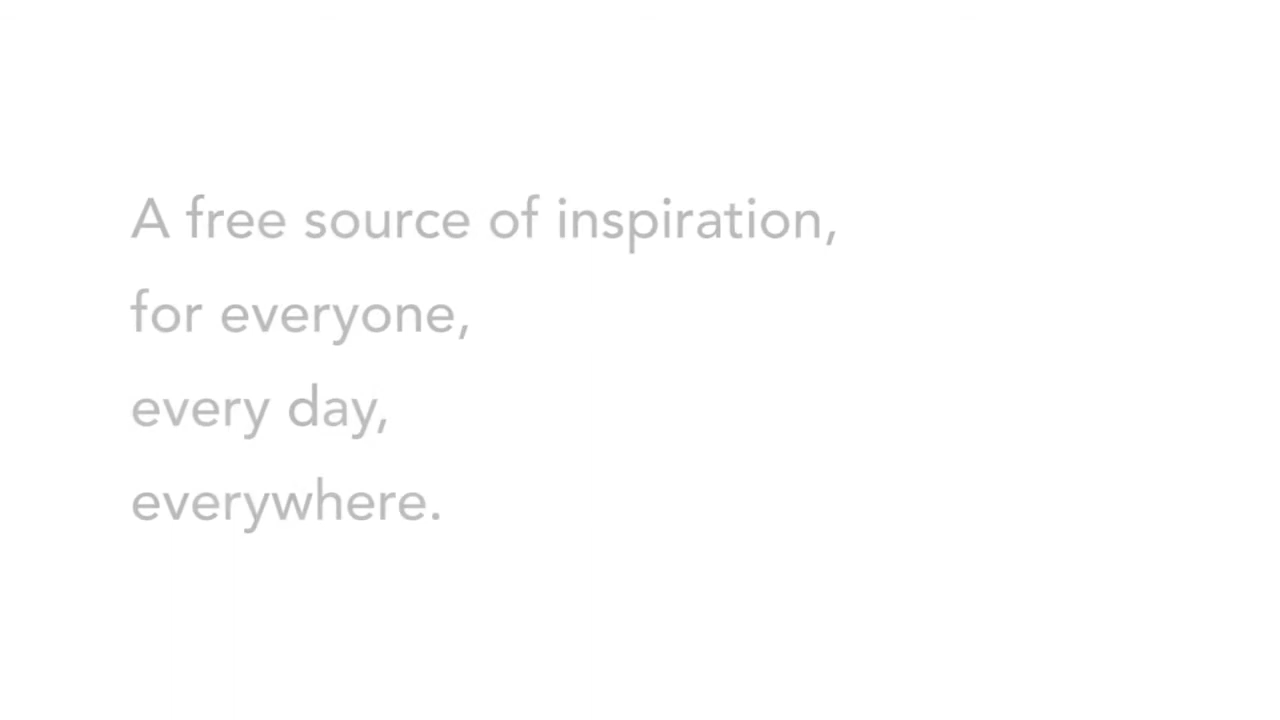 A free source of inspiration,
for everyone,
every day,
everywhere.